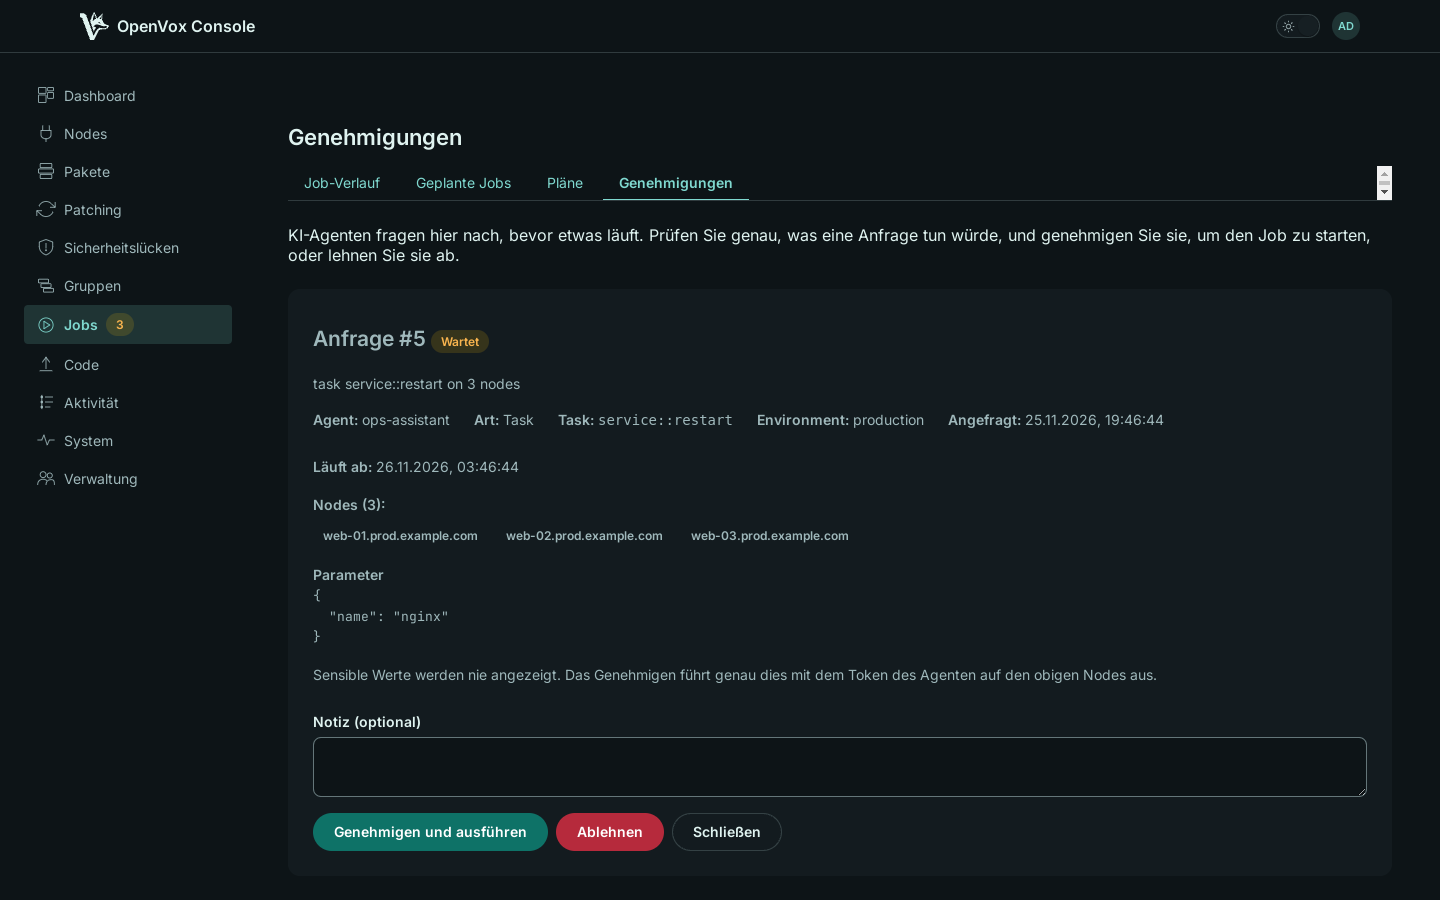 OpenVox Console
AD
Dashboard
Nodes
Pakete
Patching
Sicherheitslücken
Gruppen
Jobs 3
Code
Aktivität
System
Verwaltung
Genehmigungen
Job-Verlauf Geplante Jobs Pläne Genehmigungen
KI-Agenten fragen hier nach, bevor etwas läuft. Prüfen Sie genau, was eine Anfrage tun würde, und genehmigen Sie sie, um den Job zu starten,
oder lehnen Sie sie ab.
Anfrage #5 Wartet
task service::restart on 3 nodes
Agent: ops-assistant Art: Task Task: service::restart Environment: production Angefragt: 25.11.2026, 19:46:44
Läuft ab: 26.11.2026, 03:46:44
Nodes (3):
web-01.prod.example.com web-02.prod.example.com web-03.prod.example.com
Parameter
{
"name": "nginx"
}
Sensible Werte werden nie angezeigt. Das Genehmigen führt genau dies mit dem Token des Agenten auf den obigen Nodes aus.
Notiz (optional)
Genehmigen und ausführen Ablehnen Schließen